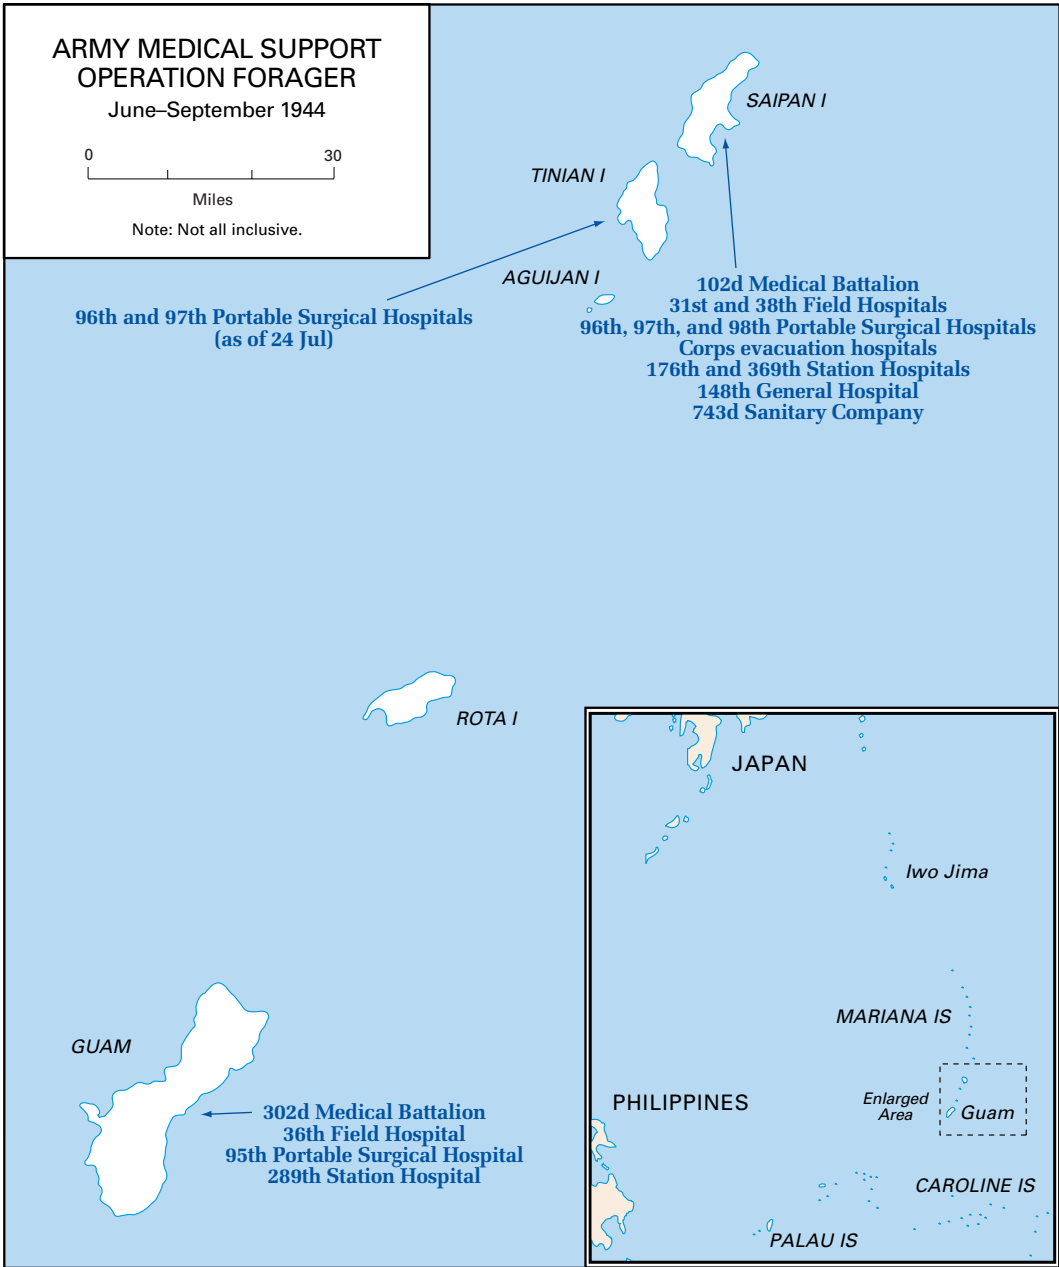 ARMY MEDICAL SUPPORT
OPERATION FORAGER
June–September 1944
0 30
Miles
Note: Not all inclusive.
SAIPAN I
TINIAN I
AGUIJAN I
96th and 97th Portable Surgical Hospitals
(as of 24 Jul)
102d Medical Battalion
31st and 38th Field Hospitals
96th, 97th, and 98th Portable Surgical Hospitals
Corps evacuation hospitals
176th and 369th Station Hospitals
148th General Hospital
743d Sanitary Company
ROTA I
GUAM
302d Medical Battalion
36th Field Hospital
95th Portable Surgical Hospital
289th Station Hospital
JAPAN
Iwo Jima
MARIANA IS
PHILIPPINES
Enlarged
Area
Guam
CAROLINE IS
PALAU IS